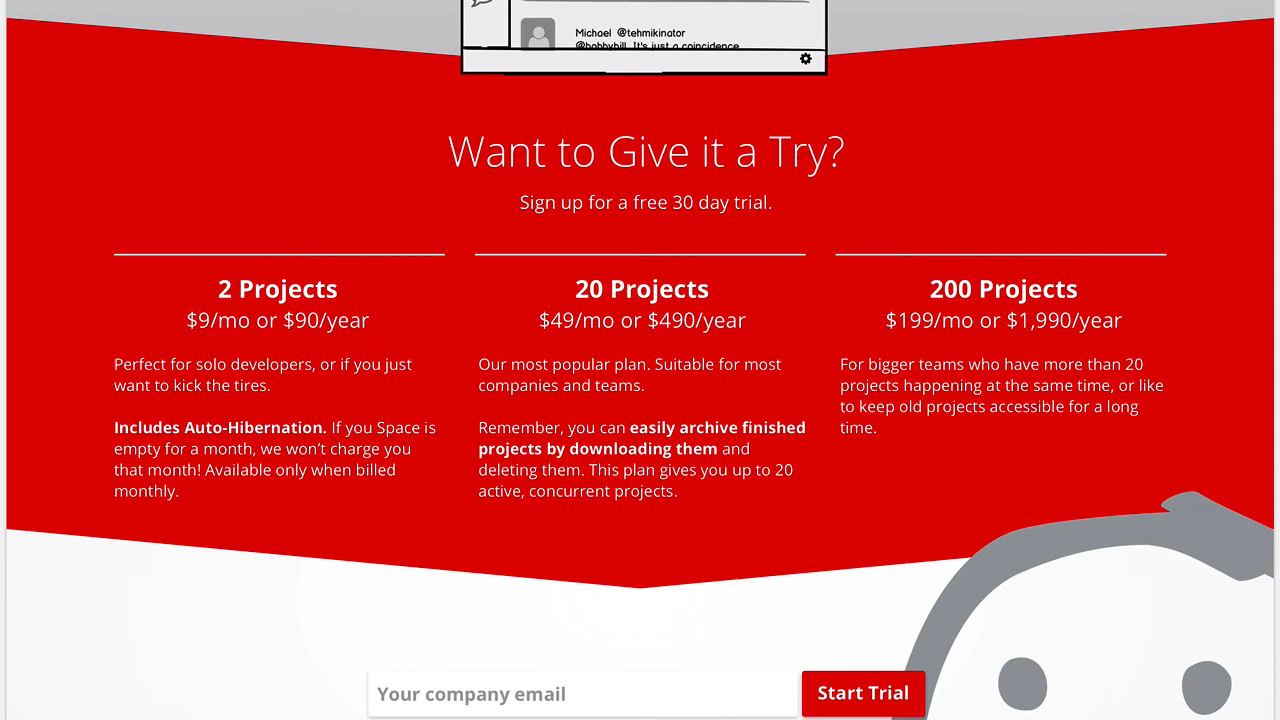 Michael @tehmikinator
@bobbyhill It's just a coincidence
Want to Give it a Try?
Sign up for a free 30 day trial.
2 Projects
$9/mo or $90/year
Perfect for solo developers, or if you just
want to kick the tires.
Includes Auto-Hibernation. If you Space is
empty for a month, we won't charge you
that month! Available only when billed
monthly.
20 Projects
$49/mo or $490/year
Our most popular plan. Suitable for most
companies and teams.
Remember, you can easily archive finished
projects by downloading them and
deleting them. This plan gives you up to 20
active, concurrent projects.
200 Projects
$199/mo or $1,990/year
For bigger teams who have more than 20
projects happening at the same time, or like
to keep old projects accessible for a long
time.
Your company email
Start Trial